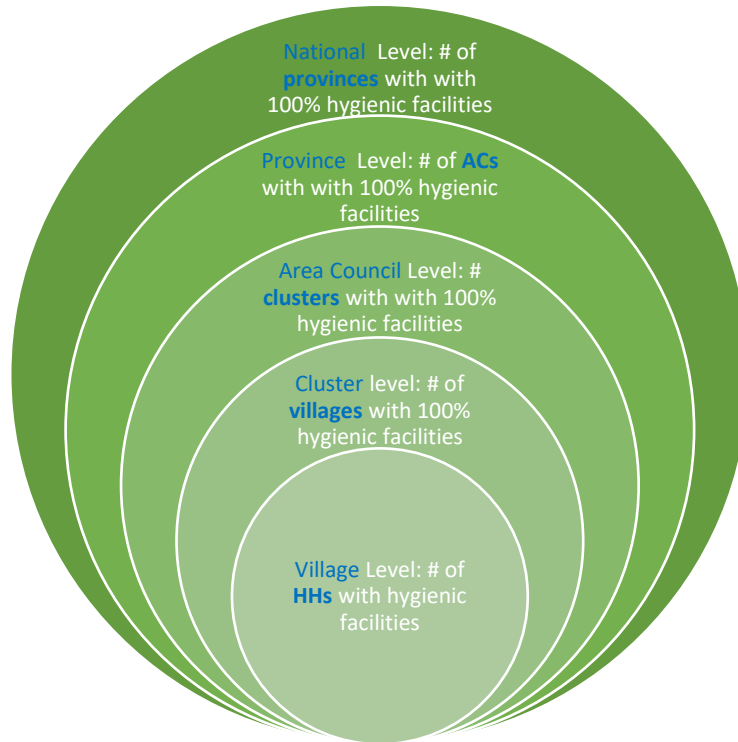 National Level: # of
provinces with with
100% hygienic facilities
Province Level: # of ACs
with with 100% hygienic
facilities
Area Council Level: #
clusters with with 100%
hygienic facilities
Cluster level: # of
villages with 100%
hygienic facilities
Village Level: # of
HHs with hygienic
facilities